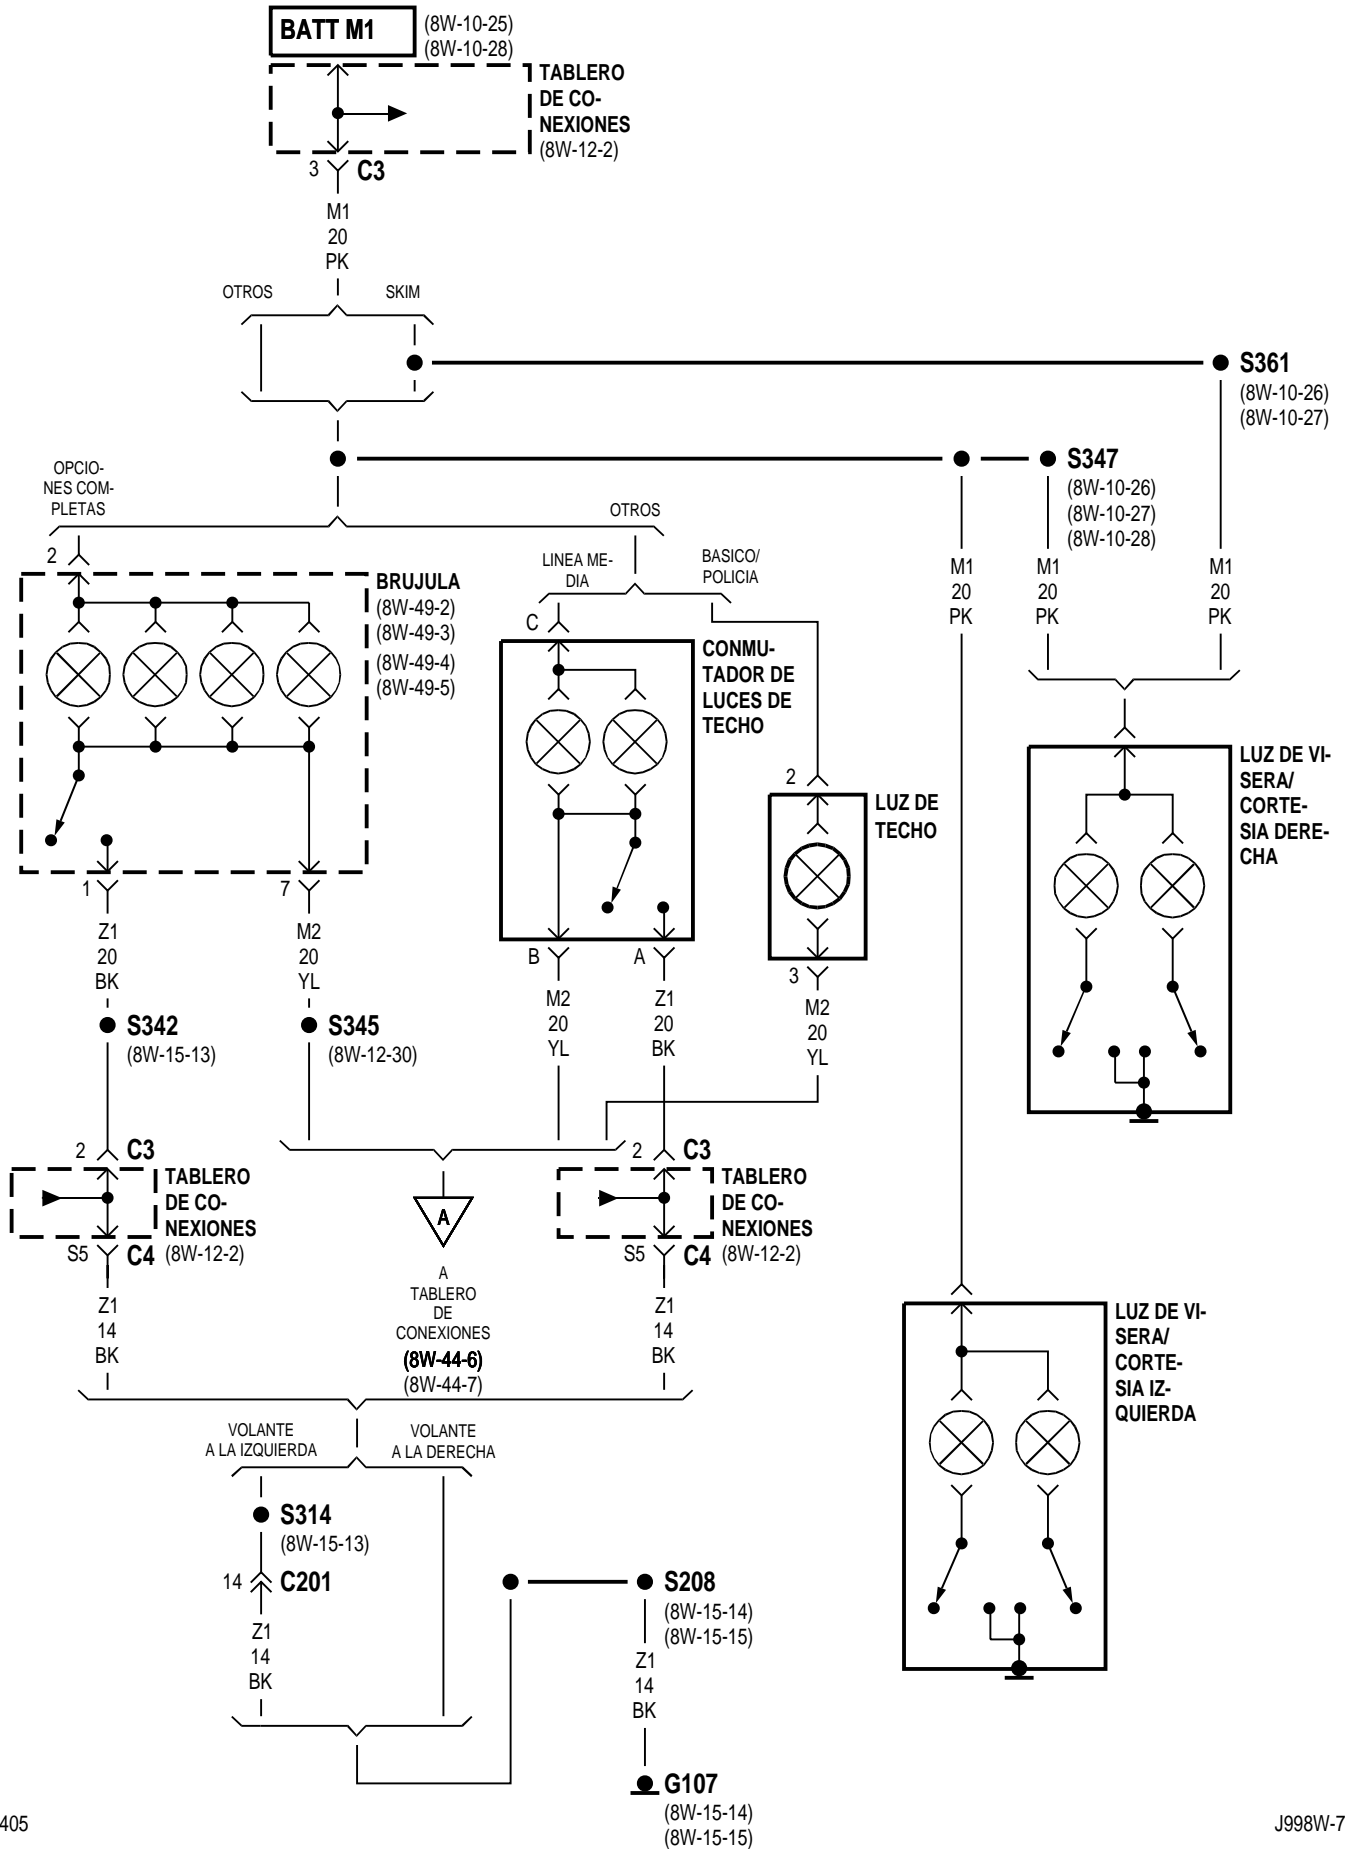 BATT M1
(8W-10-25)
(8W-10-28)
TABLERO
DE CO-
NEXIONES
(8W-12-2)
3
C3
M1
20
PK
OTROS
SKIM
S361
(8W-10-26)
(8W-10-27)
S347
(8W-10-26)
(8W-10-27)
(8W-10-28)
OPCIO-
NES COM-
PLETAS
OTROS
2
LINEA ME-
DIA
BASICO/
POLICIA
M1
20
PK
M1
20
PK
M1
20
PK
BRUJULA
(8W-49-2)
(8W-49-3)
(8W-49-4)
(8W-49-5)
C
CONMU-
TADOR DE
LUCES DE
TECHO
2
LUZ DE
TECHO
LUZ DE VI-
SERA/
CORTE-
SIA DERE-
CHA
1
7
B
A
3
Z1
20
BK
M2
20
YL
M2
20
YL
Z1
20
BK
M2
20
YL
S342
(8W-15-13)
S345
(8W-12-30)
2
C3
TABLERO
DE CO-
NEXIONES
(8W-12-2)
S5
C4
2
C3
TABLERO
DE CO-
NEXIONES
(8W-12-2)
S5
C4
A
A
TABLERO
DE
CONEXIONES
(8W-44-6)
(8W-44-7)
Z1
14
BK
Z1
14
BK
LUZ DE VI-
SERA/
CORTE-
SIA IZ-
QUIERDA
VOLANTE
A LA IZQUIERDA
VOLANTE
A LA DERECHA
S314
(8W-15-13)
14
C201
Z1
14
BK
S208
(8W-15-14)
(8W-15-15)
Z1
14
BK
G107
(8W-15-14)
(8W-15-15)
405
J998W-7